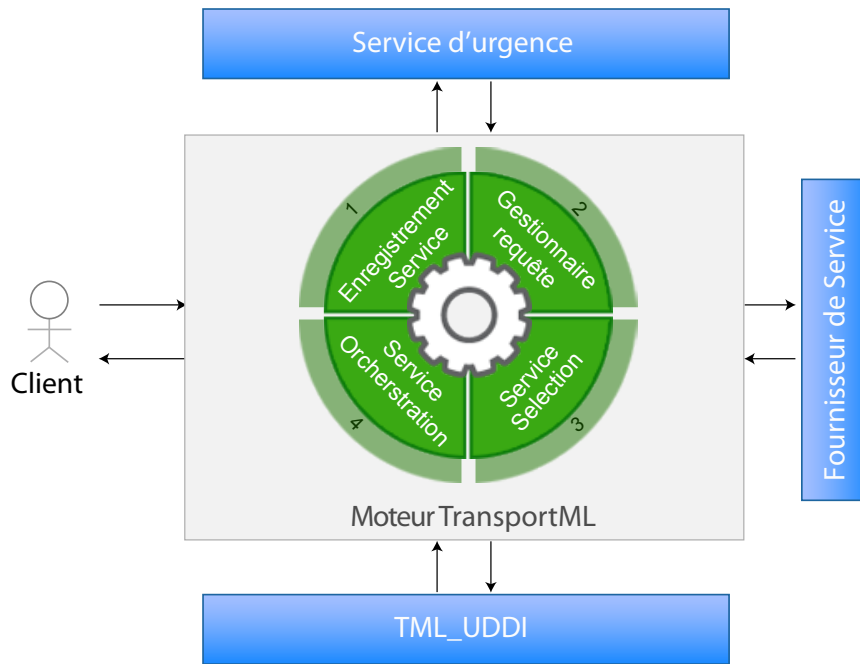 Service d'urgence
1
Enregistrement
Service
2
Gestionnaire
requête
Fournisseur de Service
Client
4
Service
Orcherstration
3
Service
Selection
Moteur TransportML
TML_UDDI